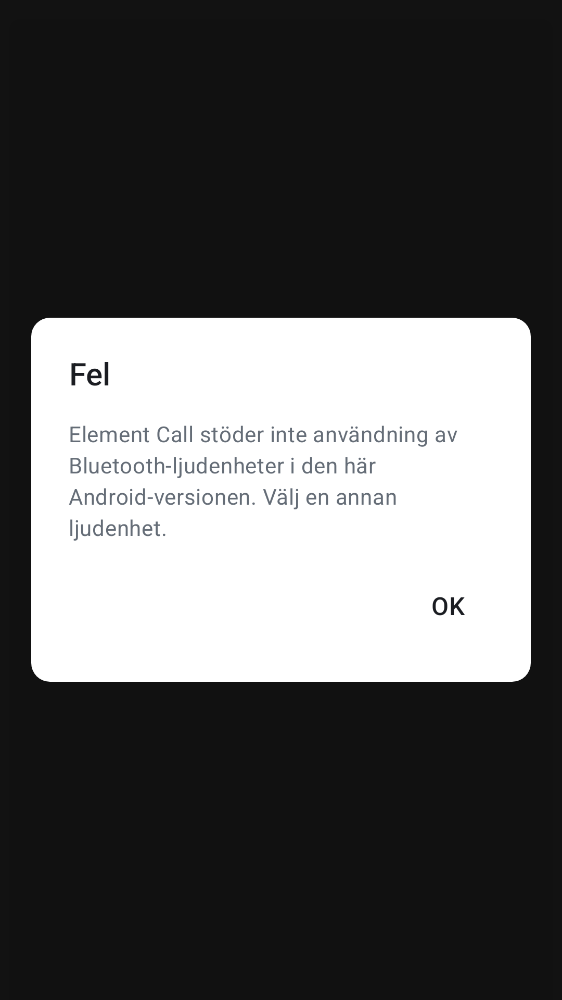 Fel
Element Call stöder inte användning av
Bluetooth-ljudenheter i den här
Android-versionen. Välj en annan
ljudenhet.
OK